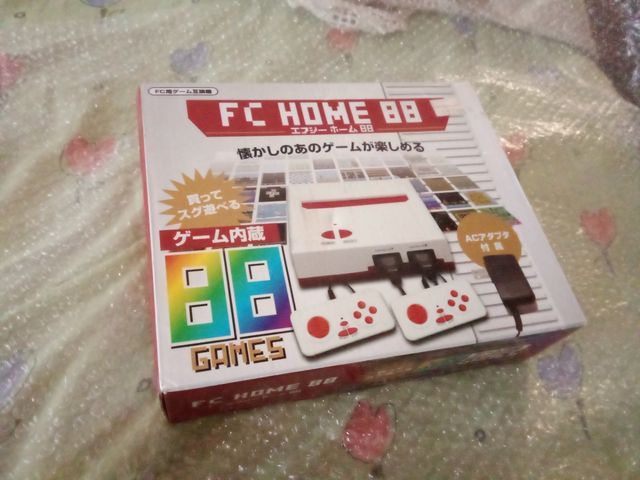 FC用ゲーム互換機
FC HOME 88
エフシー ホーム 88
懐かしのあのゲームが楽しめる
買って
スグ遊べる
ゲーム内蔵
88
GAMES
ACアダプタ
付属
FC HOME 88